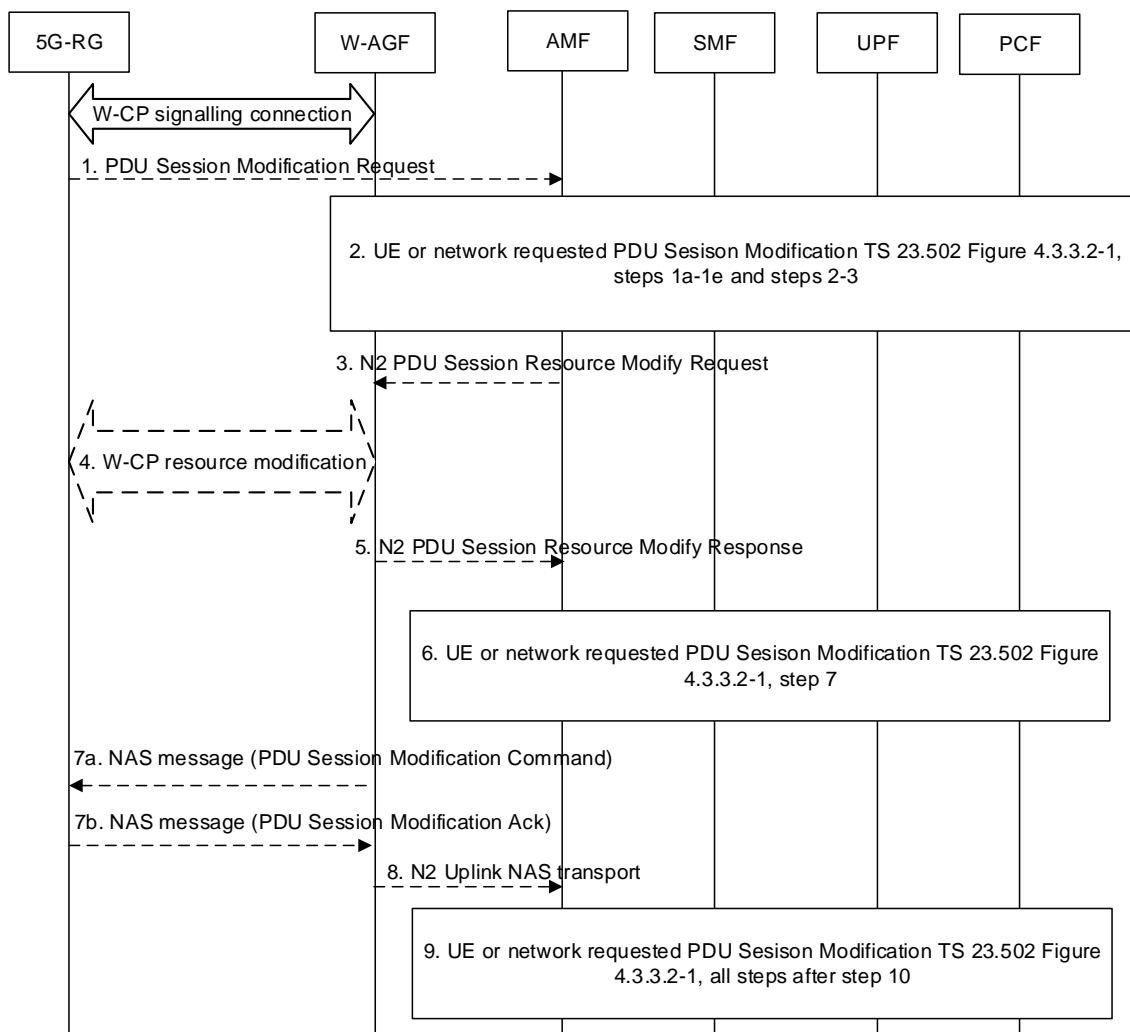 5G-RG
W-AGF
AMF
SMF
UPF
PCF
W-CP signalling connection
1. PDU Session Modification Request
2. UE or network requested PDU Sesison Modification TS 23.502 Figure 4.3.3.2-1,
steps 1a-1e and steps 2-3
3. N2 PDU Session Resource Modify Request
4. W-CP resource modification
5. N2 PDU Session Resource Modify Response
6. UE or network requested PDU Sesison Modification TS 23.502 Figure
4.3.3.2-1, step 7
7a. NAS message (PDU Session Modification Command)
7b. NAS message (PDU Session Modification Ack)
8. N2 Uplink NAS transport
9. UE or network requested PDU Sesison Modification TS 23.502 Figure
4.3.3.2-1, all steps after step 10